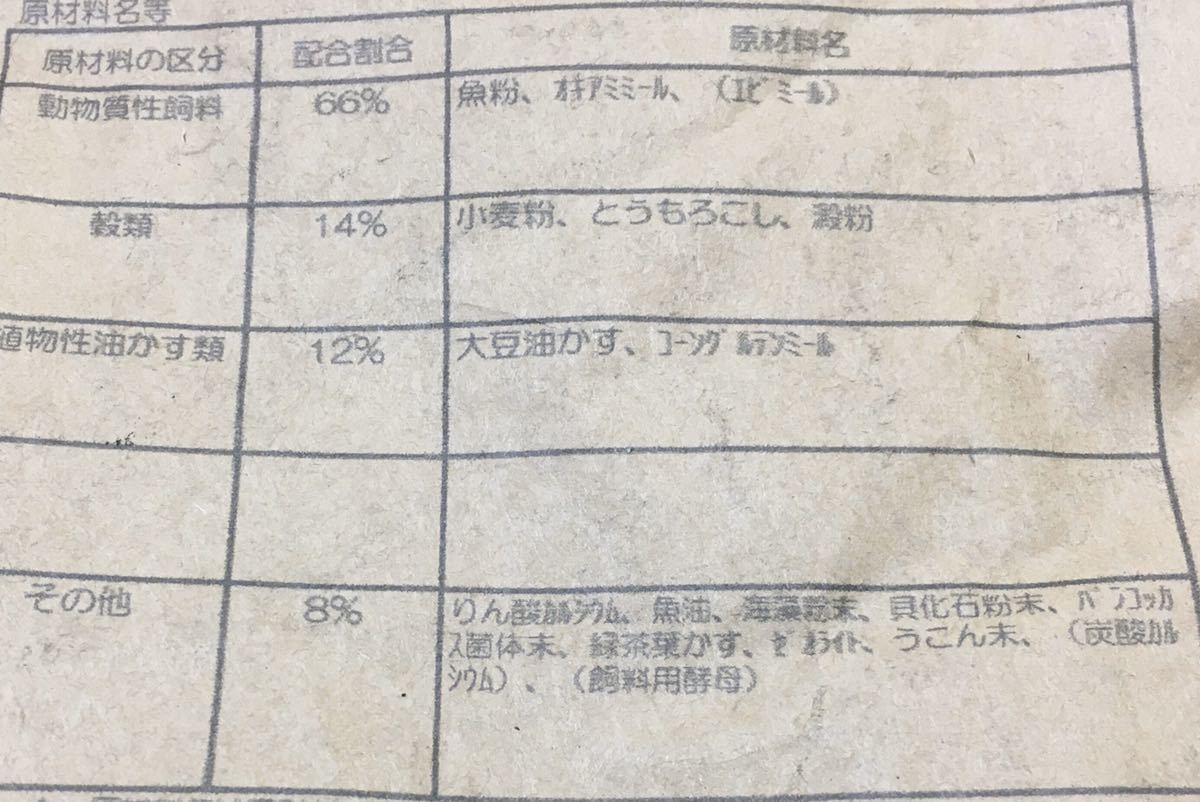 原材料名等
原材料の区分 配合割合 原材料名
動物質性飼料 66% 魚粉、ｵｷｱﾐﾐｰﾙ、（ｴﾋﾞﾐｰﾙ）
穀類 14% 小麦粉、とうもろこし、澱粉
植物性油かす類 12% 大豆油かす、ｺｰﾝｸﾞﾙﾃﾝﾐｰﾙ
その他 8% りん酸ｶﾙｼｳﾑ、魚油、海藻粉末、貝化石粉末、ﾊﾟﾝｺｯｶ
ｽ菌体末、緑茶葉かす、ｾﾞｵﾗｲﾄ、うこん末、（炭酸ｶﾙ
ｼｳﾑ）、（飼料用酵母）